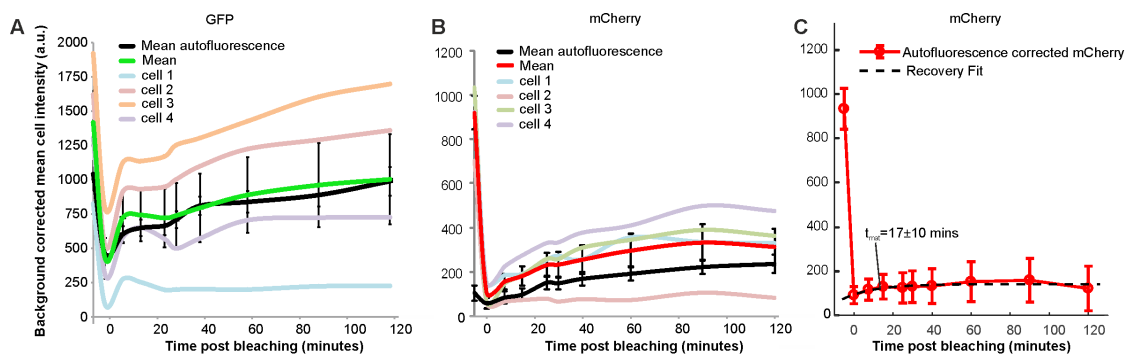 A
GFP
Background corrected mean cell intensity (a.u.)
2000
1750
1500
1250
1000
750
500
250
0
Mean autofluorescence
Mean
cell 1
cell 2
cell 3
cell 4
0 20 40 60 80 100 120
Time post bleaching (minutes)
B
mCherry
1200
1000
800
600
400
200
0
Mean autofluorescence
Mean
cell 1
cell 2
cell 3
cell 4
0 20 40 60 80 100 120
Time post bleaching (minutes)
C
mCherry
1200
1000
800
600
400
200
0
Autofluorescence corrected mCherry
Recovery Fit
tmat=17±10 mins
0 20 40 60 80 100 120
Time post bleaching (minutes)